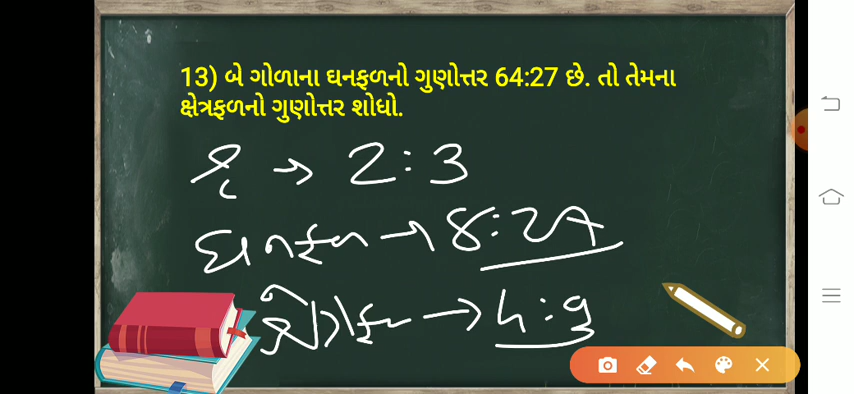 13) બે ગોળાના ઘનફળનો ગુણોત્તર 64:27 છે. તો તેમના
ક્ષેત્રફળનો ગુણોત્તર શોધો.
→ 2:3
ઘનફળ → 8:27
ક્ષેત્રફળ → 4:9